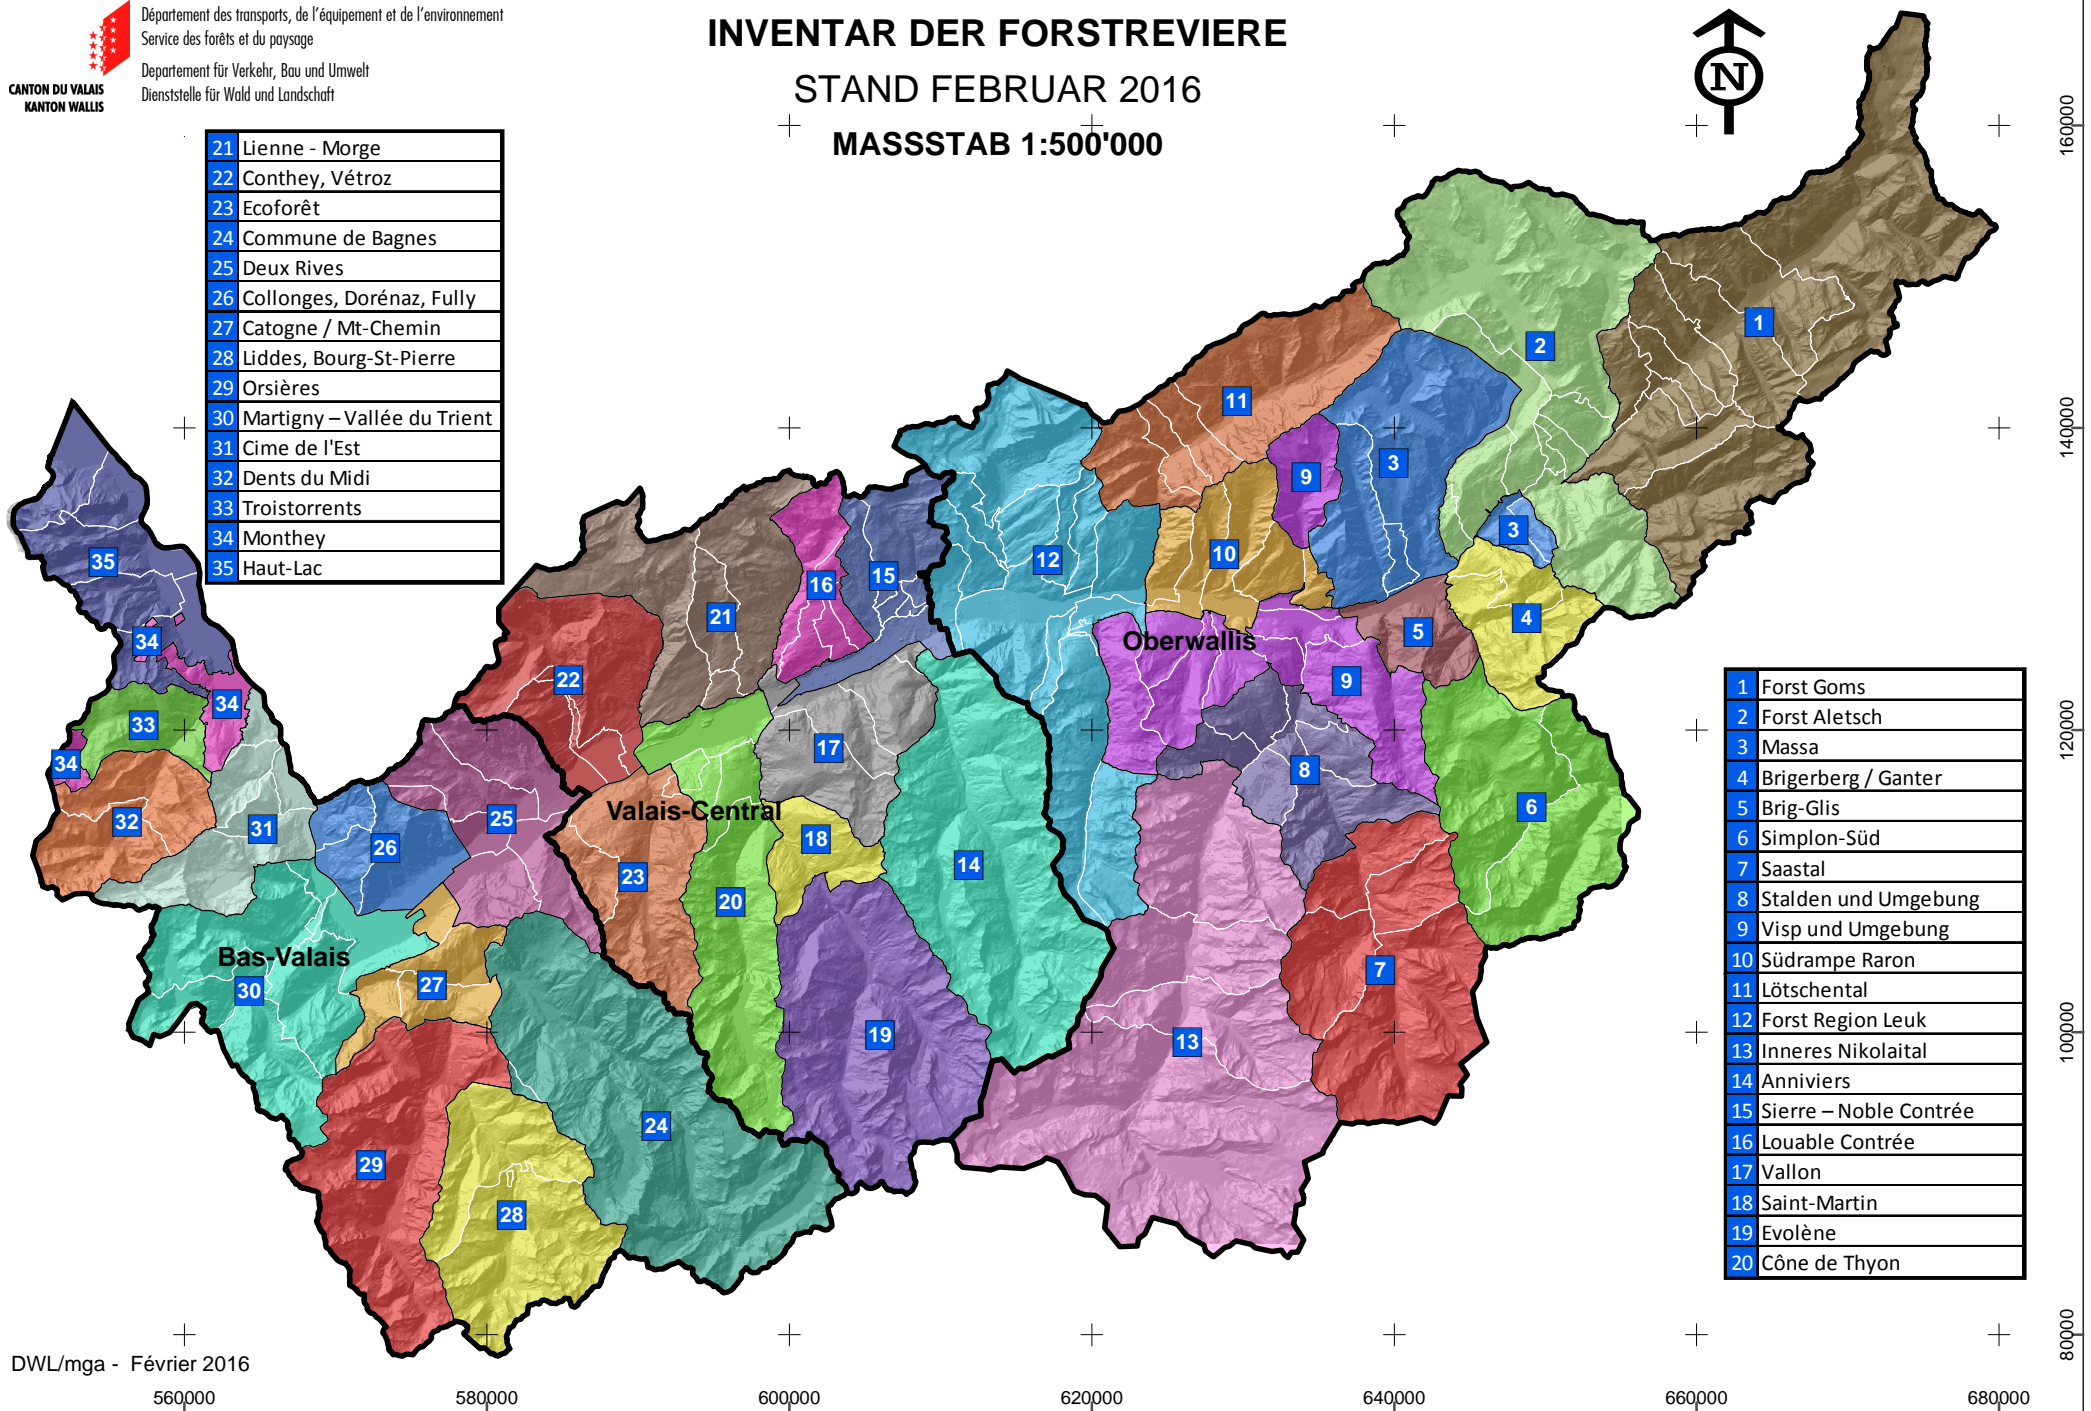 Département des transports, de l'équipement et de l'environnement
Service des forêts et du paysage
Departement für Verkehr, Bau und Umwelt
Dienststelle für Wald und Landschaft
CANTON DU VALAIS
KANTON WALLIS
INVENTAR DER FORSTREVIERE
STAND FEBRUAR 2016
MASSSTAB 1:500'000
N
21 Lienne - Morge
22 Conthey, Vétroz
23 Ecoforêt
24 Commune de Bagnes
25 Deux Rives
26 Collonges, Dorénaz, Fully
27 Catogne / Mt-Chemin
28 Liddes, Bourg-St-Pierre
29 Orsières
30 Martigny – Vallée du Trient
31 Cime de l'Est
32 Dents du Midi
33 Troistorrents
34 Monthey
35 Haut-Lac
1
2
11
3
9
3
12
10
15
16
35
21
4
5
34
Oberwallis
22
9
34
33
17
34
8
Valais-Central
6
32
31
25
26
18
14
23
20
Bas-Valais
30
27
7
19
13
24
29
28
1 Forst Goms
2 Forst Aletsch
3 Massa
4 Brigerberg / Ganter
5 Brig-Glis
6 Simplon-Süd
7 Saastal
8 Stalden und Umgebung
9 Visp und Umgebung
10 Südrampe Raron
11 Lötschental
12 Forst Region Leuk
13 Inneres Nikolaital
14 Anniviers
15 Sierre – Noble Contrée
16 Louable Contrée
17 Vallon
18 Saint-Martin
19 Evolène
20 Cône de Thyon
160000
140000
120000
100000
80000
DWL/mga - Février 2016
560000
580000
600000
620000
640000
660000
680000